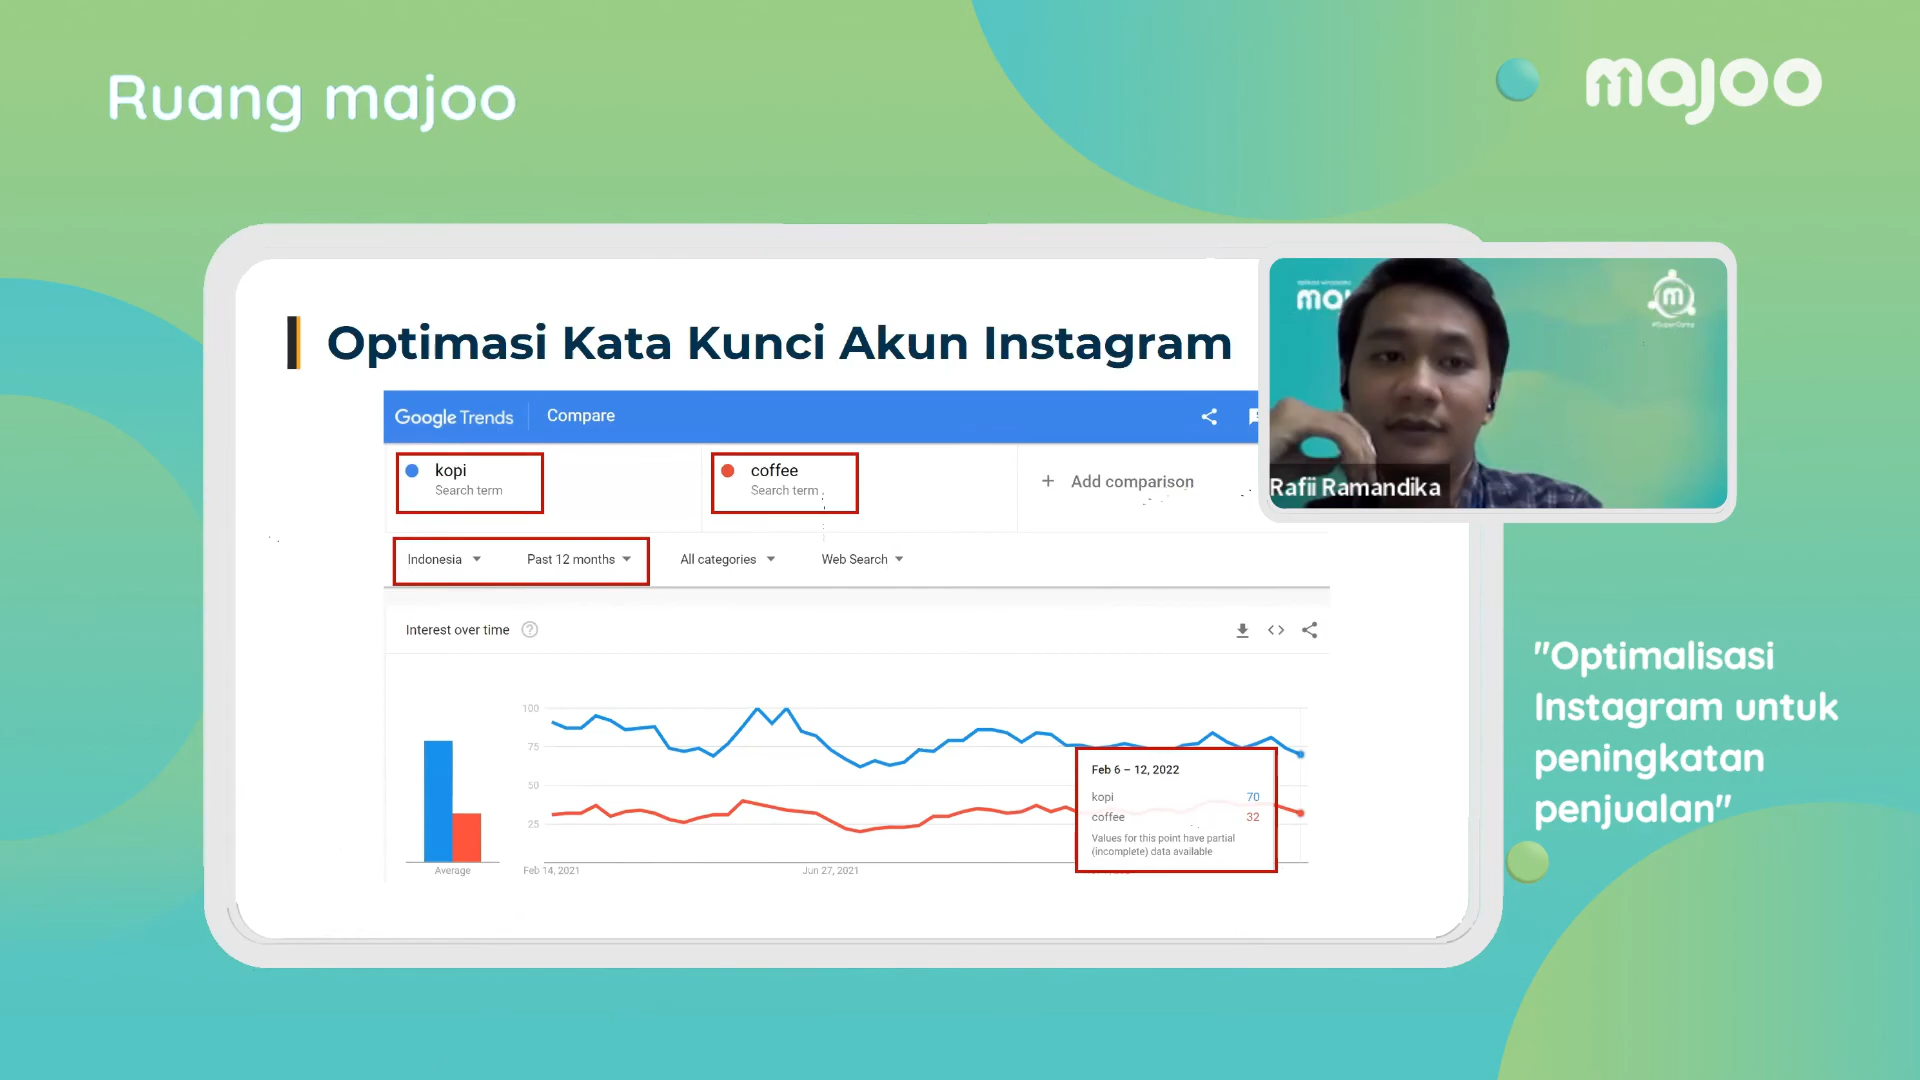 Ruang majoo
majoo
Optimasi Kata Kunci Akun Instagram
Google Trends
Compare
kopi
Search term
coffee
Search term
+ Add comparison
Indonesia
Past 12 months
All categories
Web Search
Interest over time
100
75
50
25
Average
Feb 14, 2021
Jun 27, 2021
Feb 6 – 12, 2022
kopi 70
coffee 32
Values for this point have partial
(incomplete) data available
Rafii Ramandika
"Optimalisasi
Instagram untuk
peningkatan
penjualan"